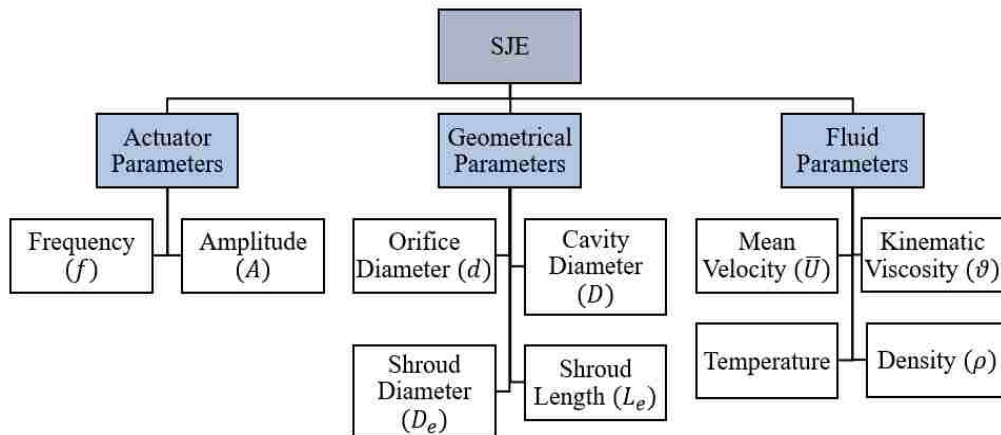 SJE
Actuator
Parameters
Geometrical
Parameters
Fluid
Parameters
Frequency
(f)
Amplitude
(A)
Orifice
Diameter (d)
Cavity
Diameter
(D)
Mean
Velocity (Ū)
Kinematic
Viscosity (ϑ)
Shroud
Diameter
(Dₑ)
Shroud
Length (Lₑ)
Temperature
Density (ρ)